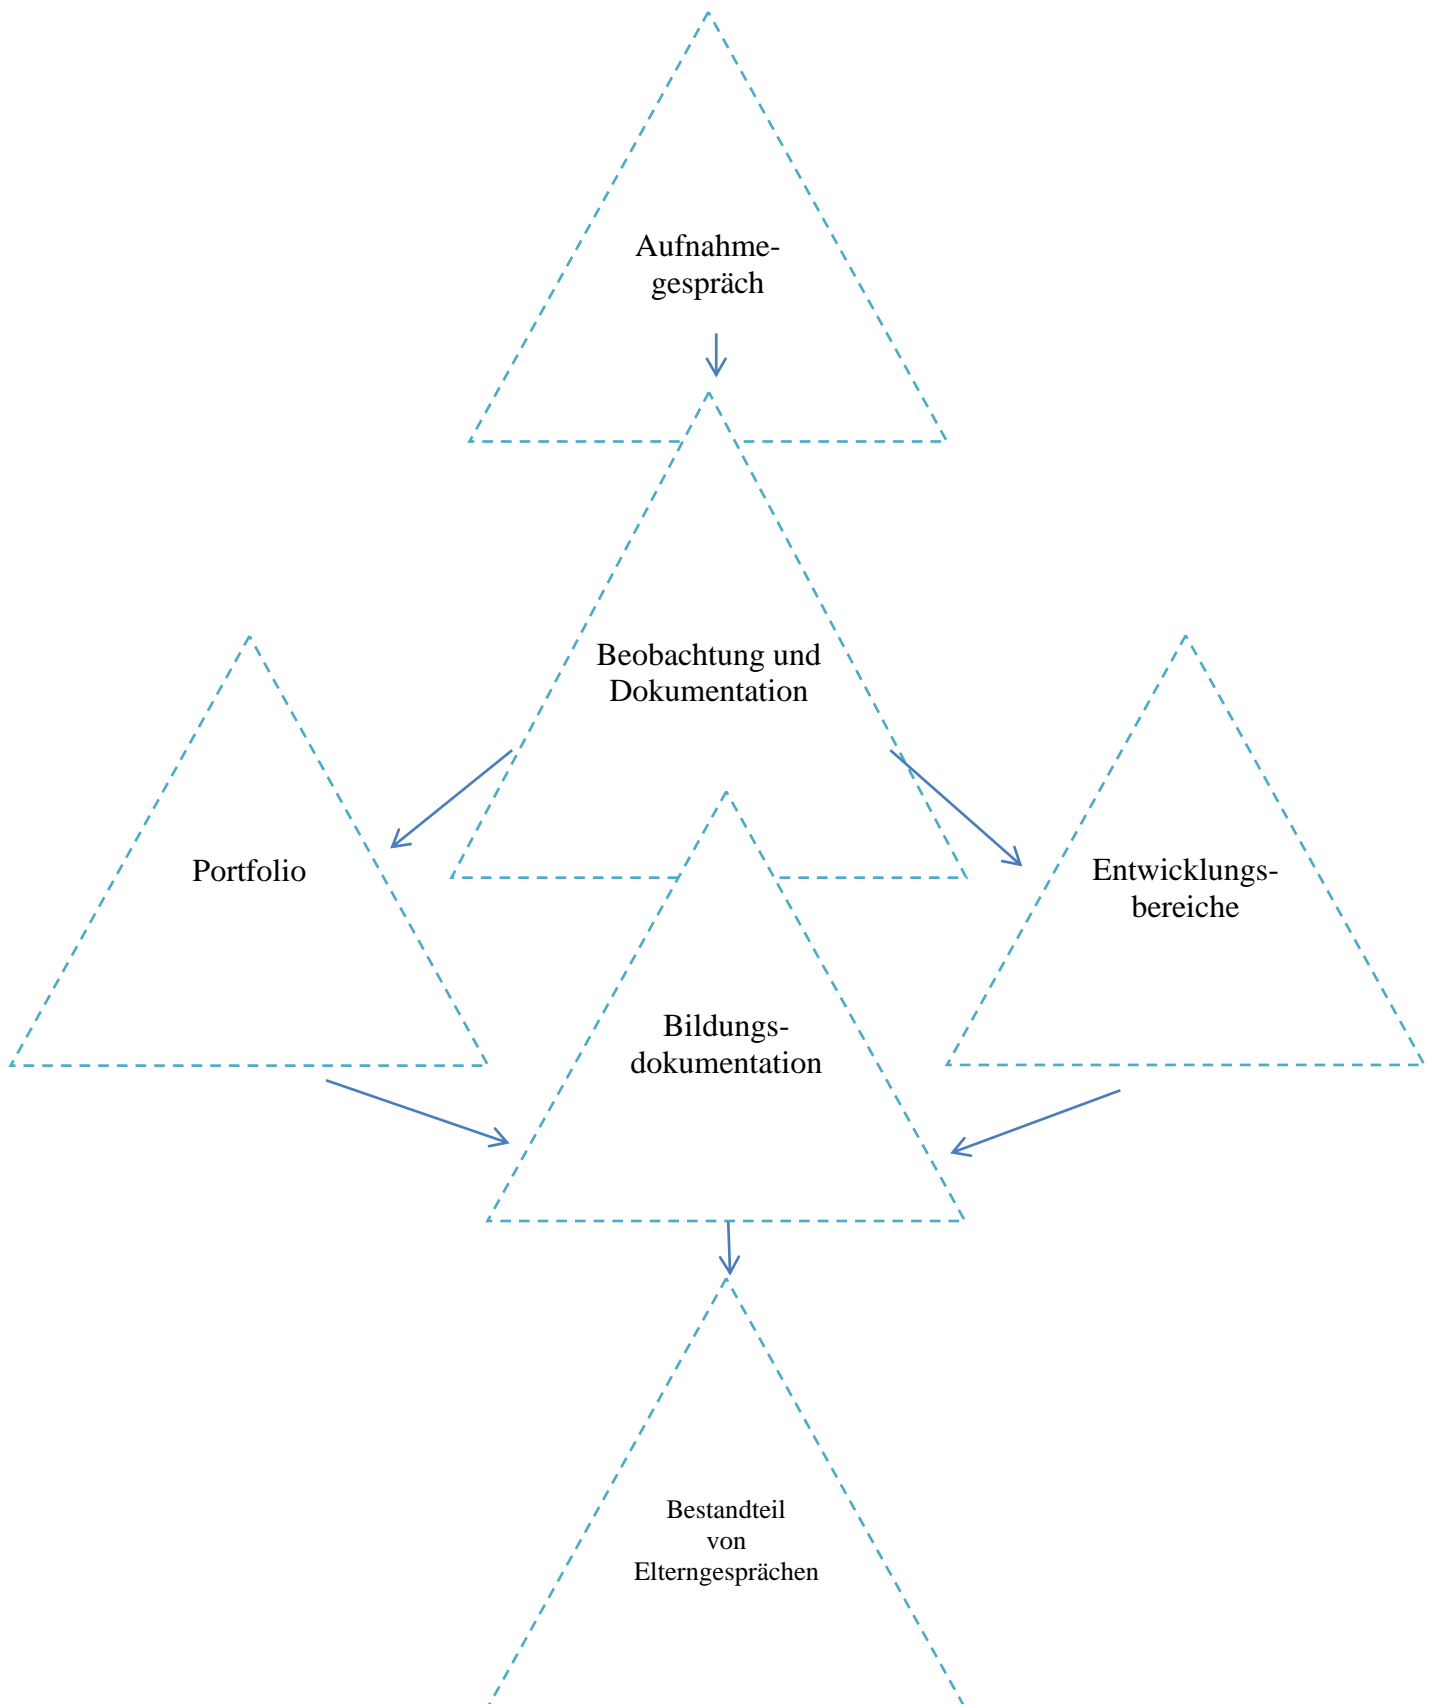 Aufnahme-
gespräch
Beobachtung und
Dokumentation
Portfolio
Entwicklungs-
bereiche
Bildungs-
dokumentation
Bestandteil
von
Elterngesprächen